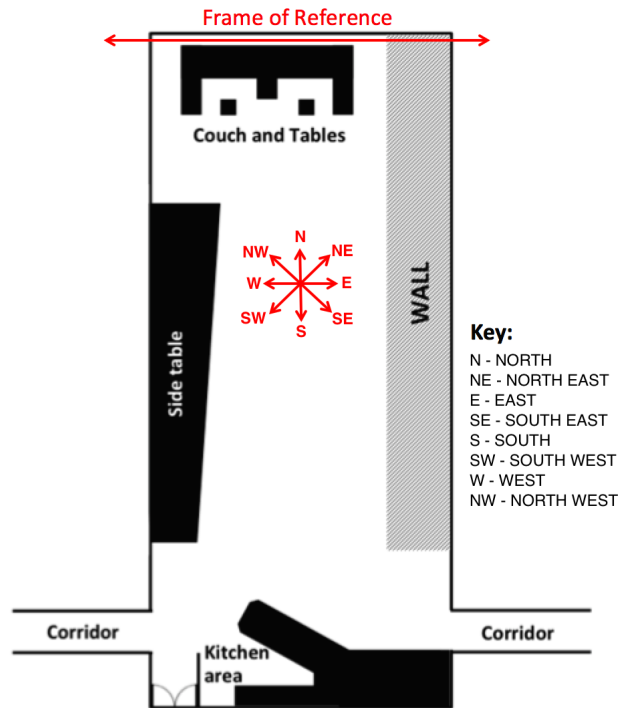 Frame of Reference
Couch and Tables
N
NW
NE
W
E
SW
SE
S
WALL
Side table
Key:
N - NORTH
NE - NORTH EAST
E - EAST
SE - SOUTH EAST
S - SOUTH
SW - SOUTH WEST
W - WEST
NW - NORTH WEST
Corridor
Corridor
Kitchen
area